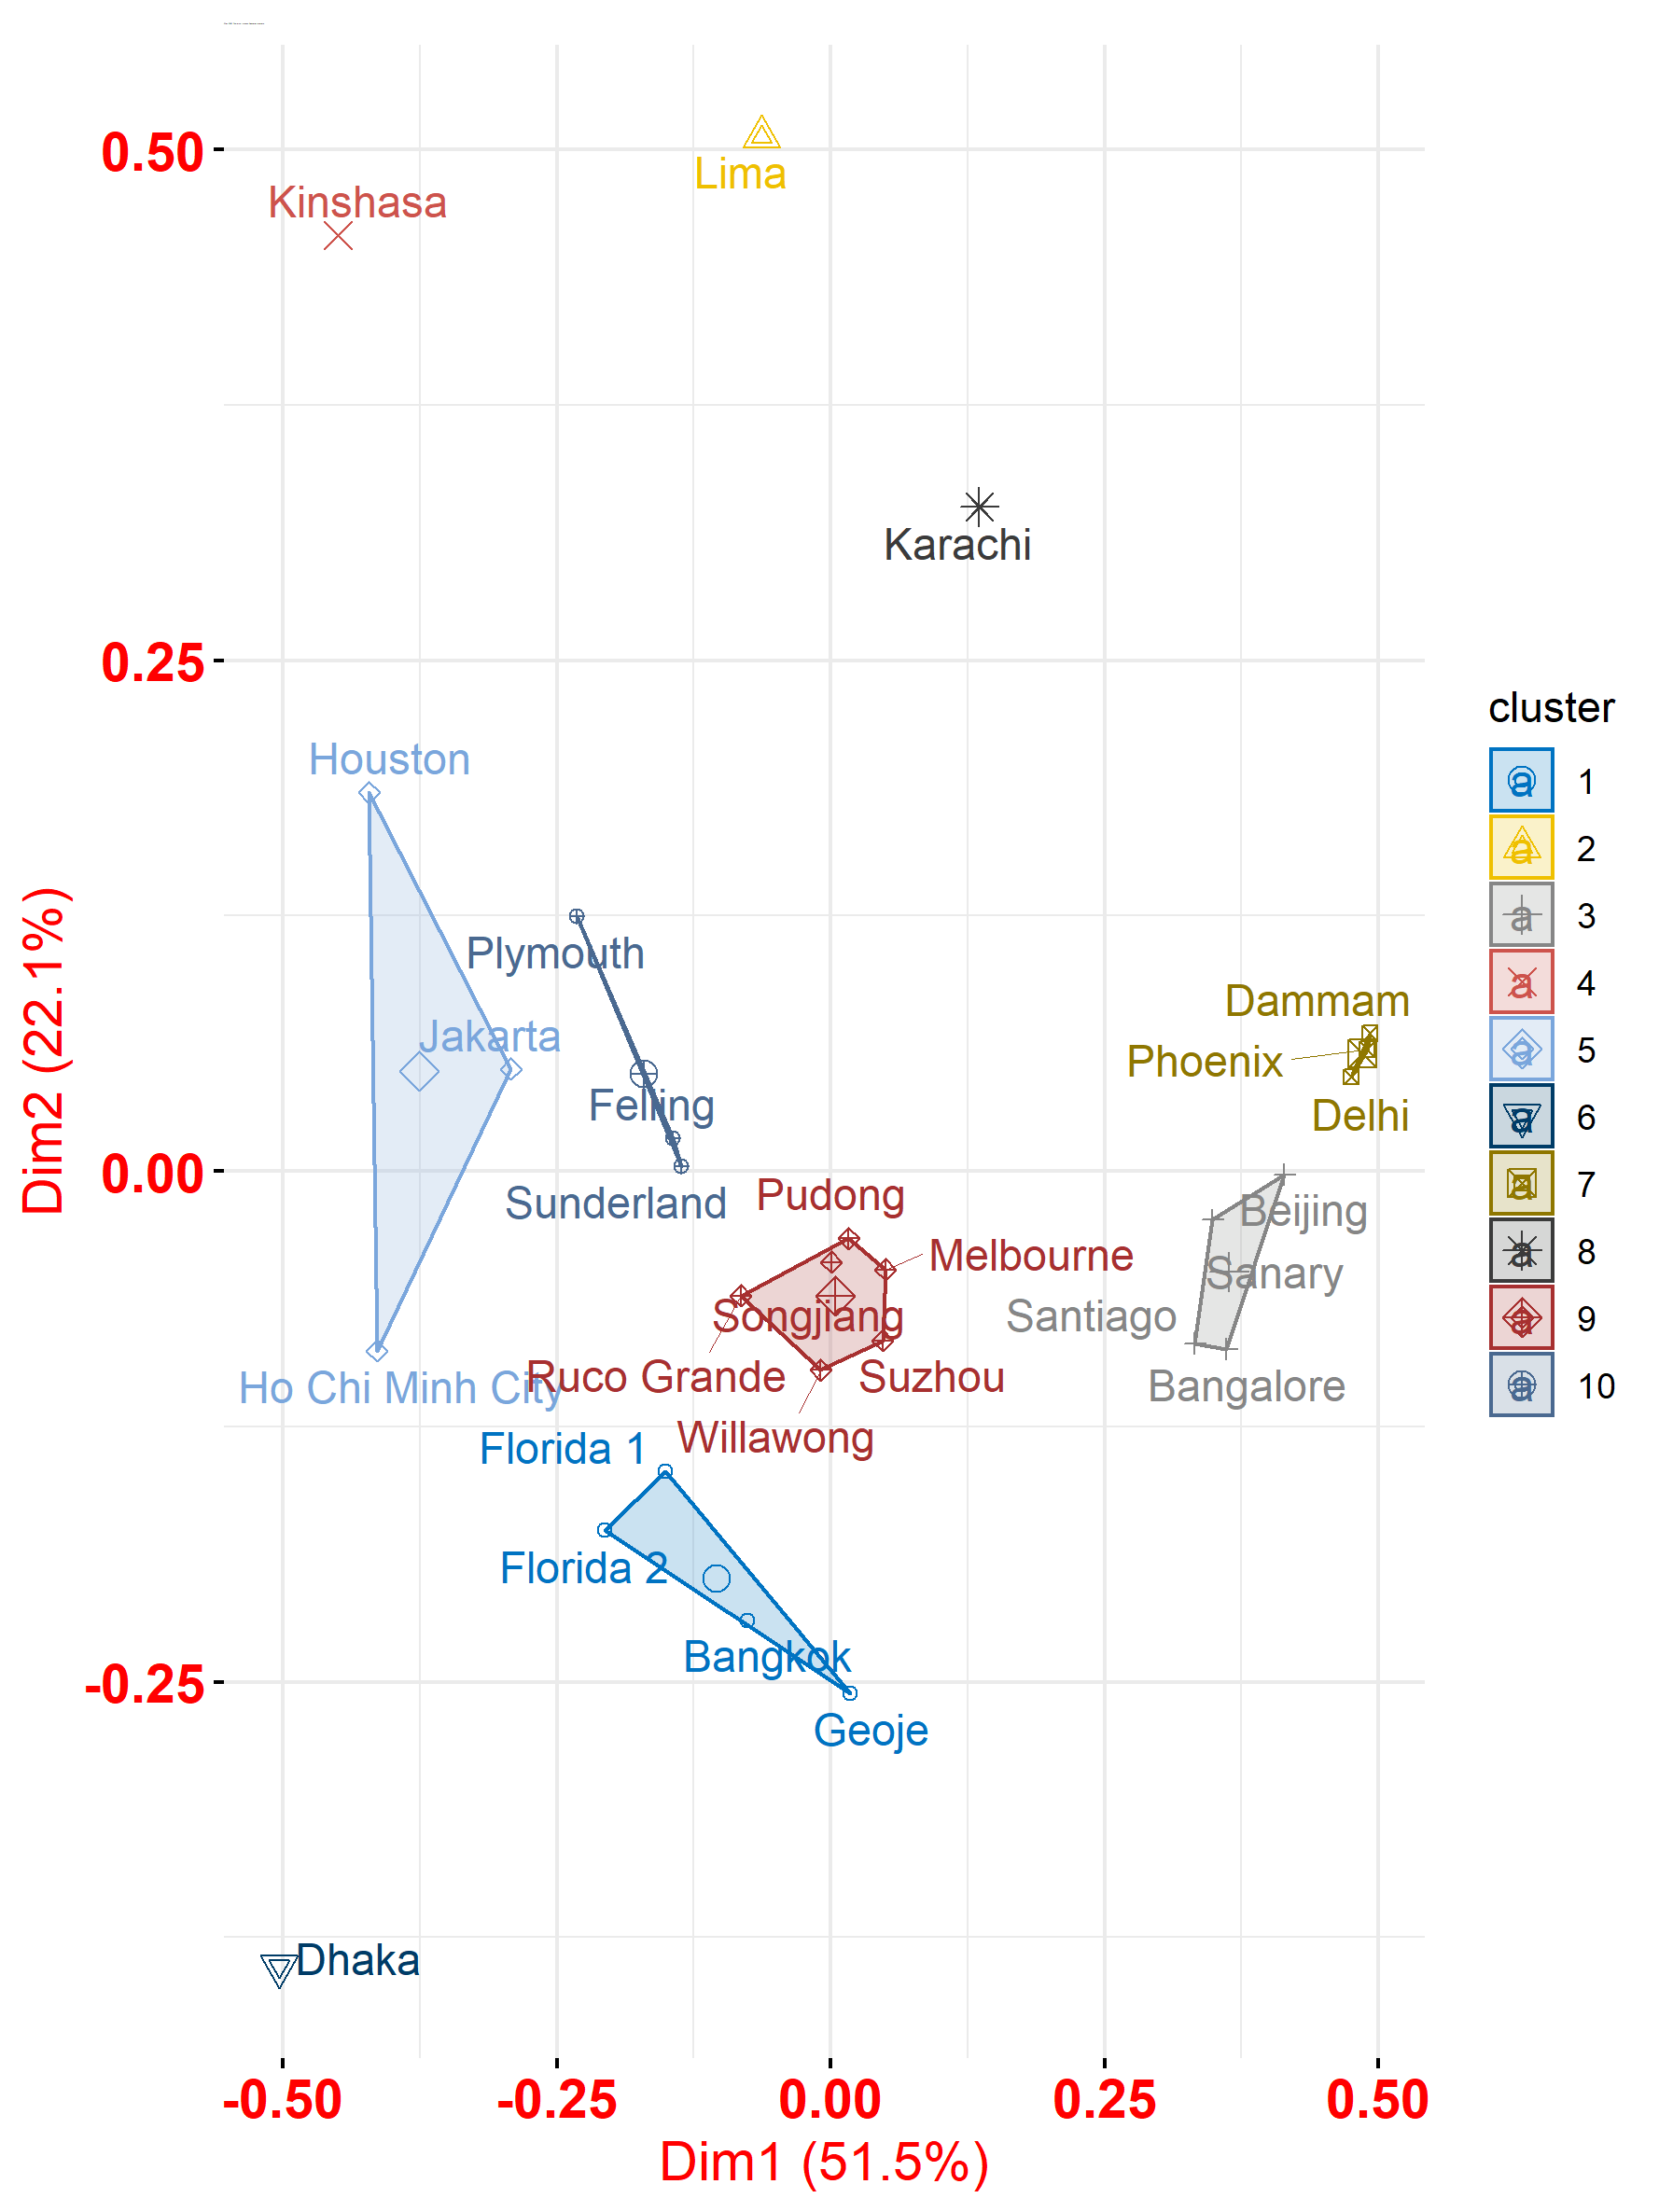 0.50
0.25
0.00
-0.25
Dim2 (22.1%)
Lima
Kinshasa
Karachi
Houston
Plymouth
Jakarta
Felling
Sunderland
Dammam
Phoenix
Delhi
Pudong
Melbourne
Beijing
Sanary
Santiago
Songjiang
Ruco Grande
Suzhou
Bangalore
Ho Chi Minh City
Willawong
Florida 1
Florida 2
Bangkok
Geoje
Dhaka
-0.50 -0.25 0.00 0.25 0.50
Dim1 (51.5%)
cluster
a 1
a 2
a 3
a 4
a 5
a 6
a 7
a 8
a 9
a 10